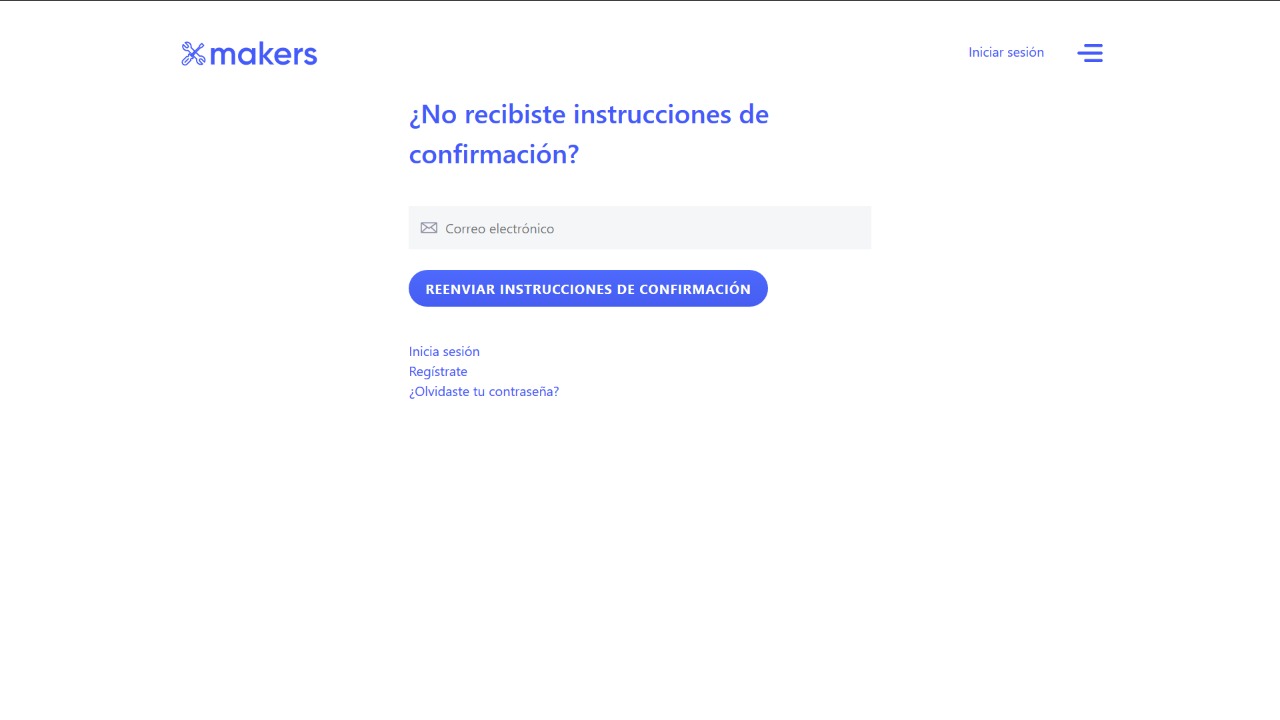 makers
Iniciar sesión
¿No recibiste instrucciones de
confirmación?
Correo electrónico
REENVIAR INSTRUCCIONES DE CONFIRMACIÓN
Inicia sesión
Regístrate
¿Olvidaste tu contraseña?